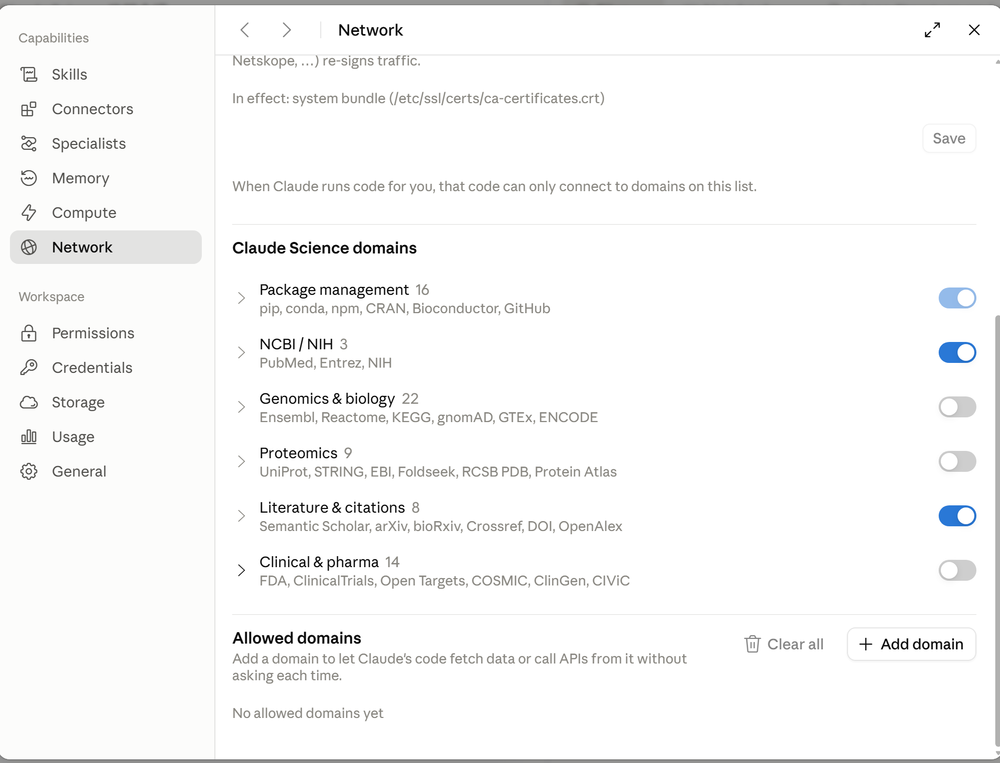 Capabilities
Skills
Connectors
Specialists
Memory
Compute
Network
Workspace
Permissions
Credentials
Storage
Usage
General
Network
Netskope, …) re-signs traffic.
In effect: system bundle (/etc/ssl/certs/ca-certificates.crt)
Save
When Claude runs code for you, that code can only connect to domains on this list.
Claude Science domains
Package management 16
pip, conda, npm, CRAN, Bioconductor, GitHub
NCBI / NIH 3
PubMed, Entrez, NIH
Genomics & biology 22
Ensembl, Reactome, KEGG, gnomAD, GTEx, ENCODE
Proteomics 9
UniProt, STRING, EBI, Foldseek, RCSB PDB, Protein Atlas
Literature & citations 8
Semantic Scholar, arXiv, bioRxiv, Crossref, DOI, OpenAlex
Clinical & pharma 14
FDA, ClinicalTrials, Open Targets, COSMIC, ClinGen, CIViC
Allowed domains
Clear all
Add domain
Add a domain to let Claude's code fetch data or call APIs from it without
asking each time.
No allowed domains yet